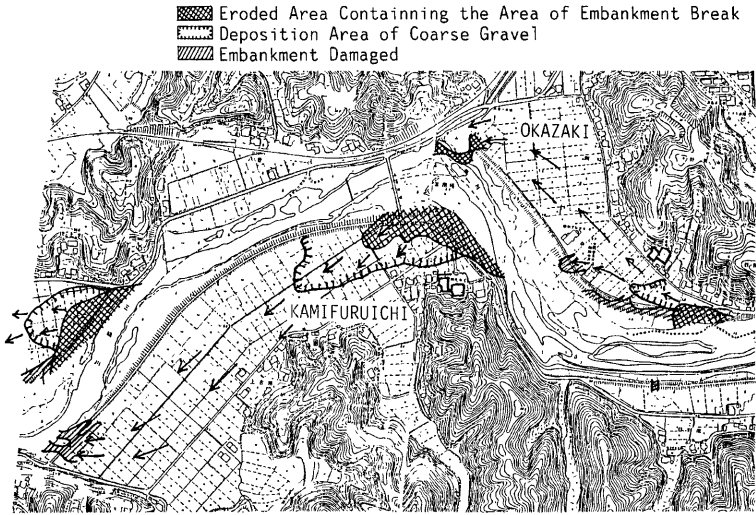 Eroded Area Containning the Area of Embankment Break
Deposition Area of Coarse Gravel
Embankment Damaged
OKAZAKI
KAMIFURUICHI